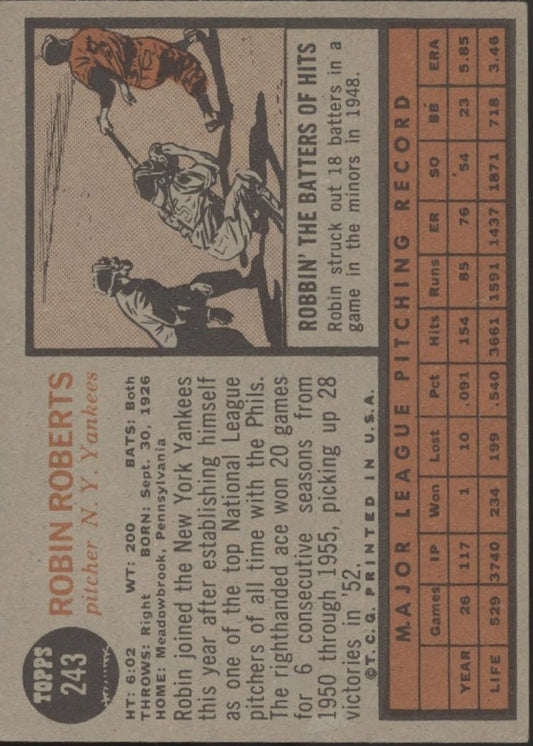 TOPPS
243
ROBIN ROBERTS
pitcher N. Y. Yankees
HT: 6:02 WT: 200 BATS: Both
THROWS: Right BORN: Sept. 30, 1926
HOME: Meadowbrook, Pennsylvania
Robin joined the New York Yankees
this year after establishing himself
as one of the top National League
pitchers of all time with the Phils.
The righthanded ace won 20 games
for 6 consecutive seasons from
1950 through 1955, picking up 28
victories in '52.
©T.C.G. PRINTED IN U.S.A.
ROBBIN' THE BATTERS OF HITS
Robin struck out 18 batters in a
game in the minors in 1948.
MAJOR LEAGUE PITCHING RECORD
Games IP Won Lost Pct Hits Runs ER SO BB ERA
YEAR 26 117 1 10 .091 154 85 76 54 23 5.85
LIFE 529 3740 234 199 .540 3661 1591 1437 1871 718 3.46